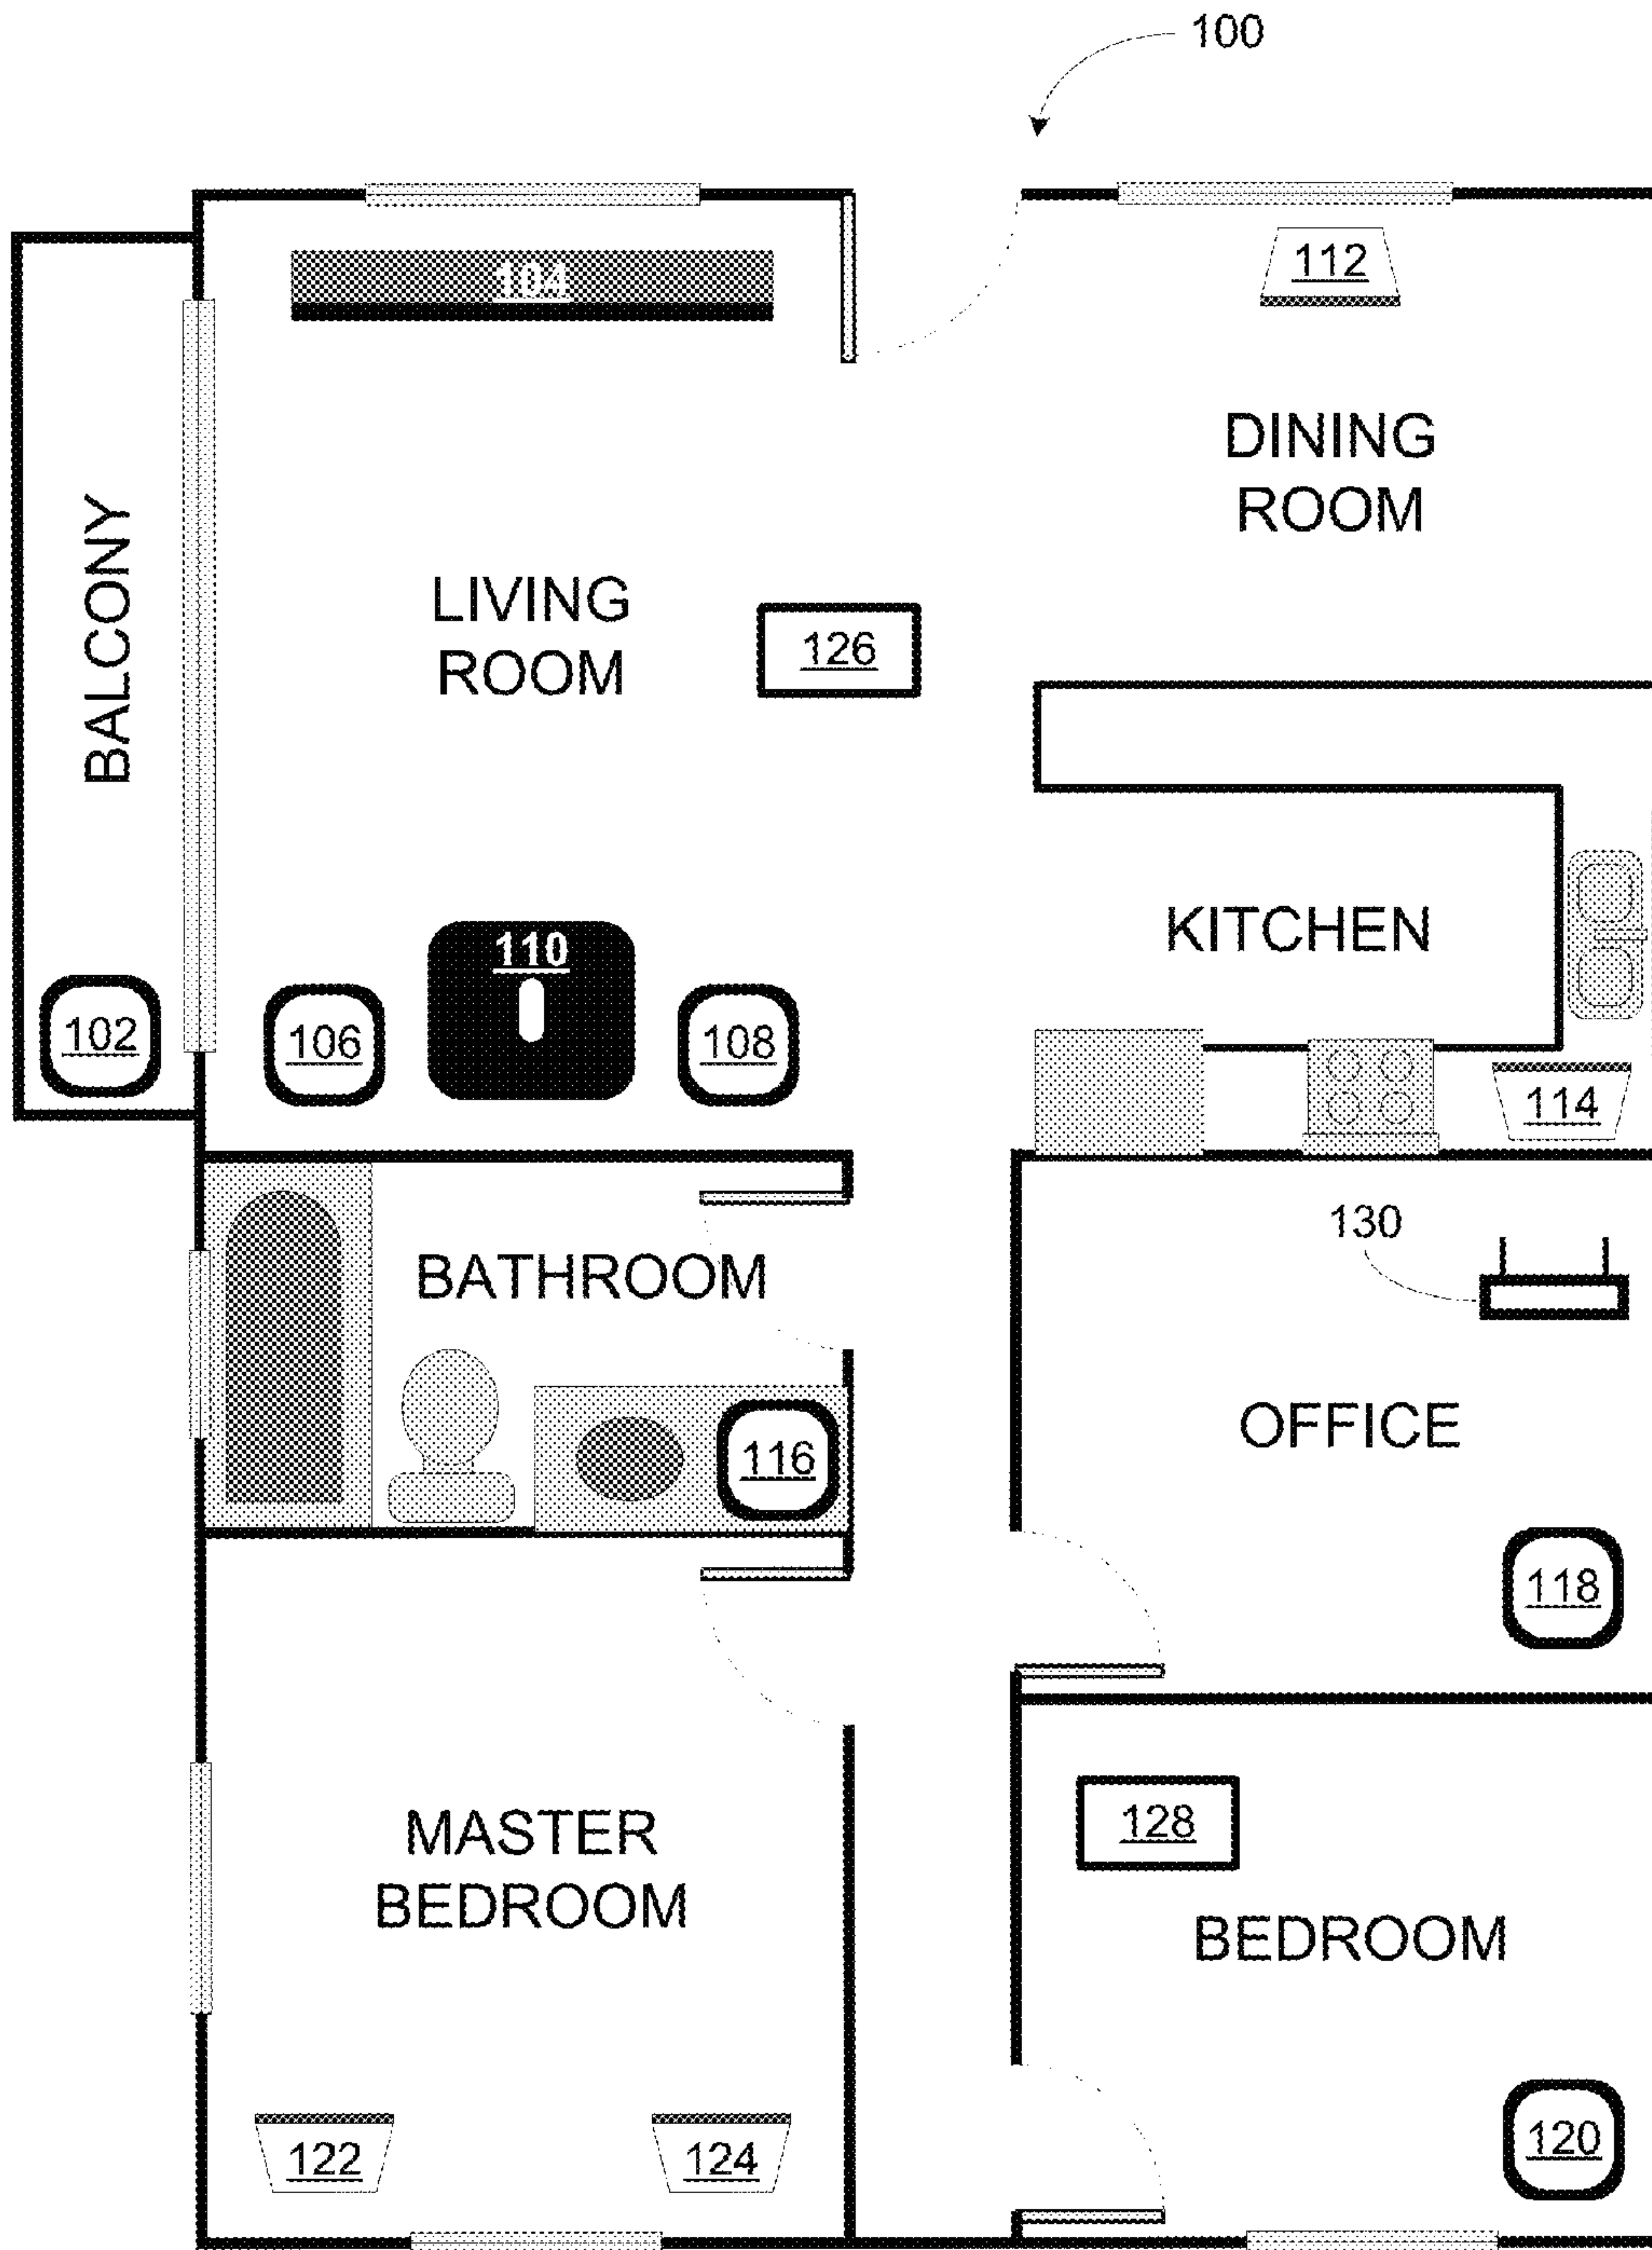 100
104
112
DINING
ROOM
BALCONY
LIVING
ROOM
126
KITCHEN
110
102
106
108
114
130
BATHROOM
OFFICE
116
118
128
MASTER
BEDROOM
BEDROOM
122
124
120